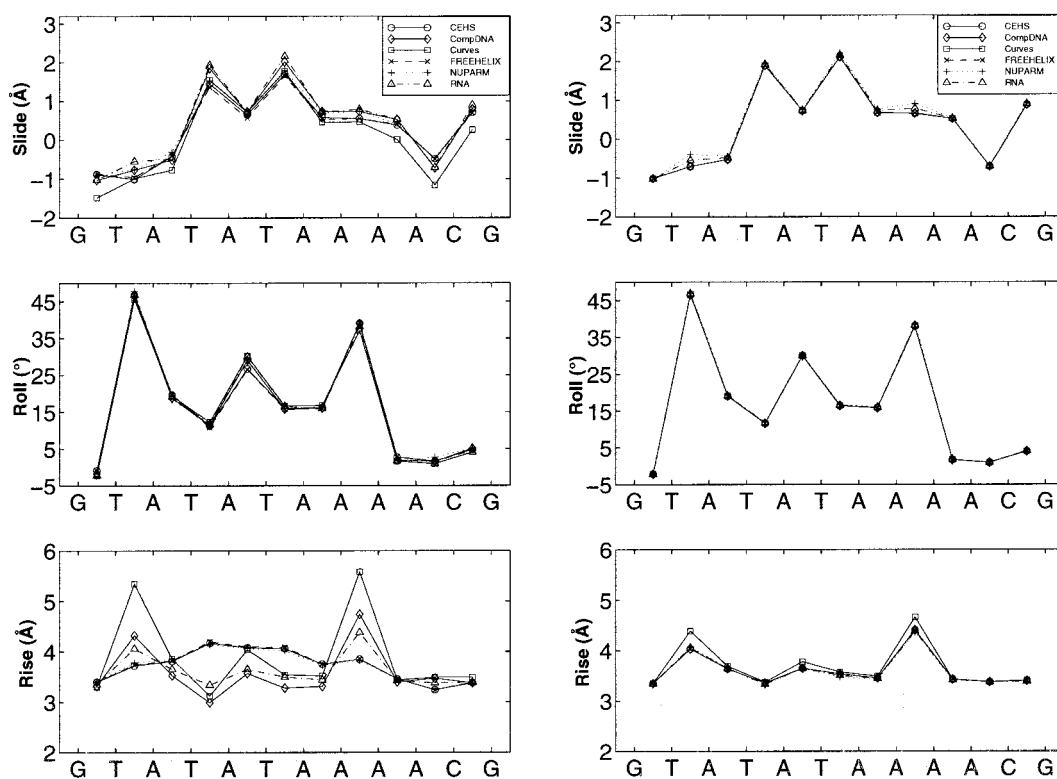 3
2
1
0
−1
−2
Slide (Å)
CEHS
CompDNA
Curves
FREEHELIX
NUPARM
RNA
G T A T A T A A A A C G
3
2
1
0
−1
−2
Slide (Å)
CEHS
CompDNA
Curves
FREEHELIX
NUPARM
RNA
G T A T A T A A A A C G
45
35
25
15
5
−5
Roll (°)
G T A T A T A A A A C G
45
35
25
15
5
−5
Roll (°)
G T A T A T A A A A C G
6
5
4
3
2
Rise (Å)
G T A T A T A A A A C G
6
5
4
3
2
Rise (Å)
G T A T A T A A A A C G